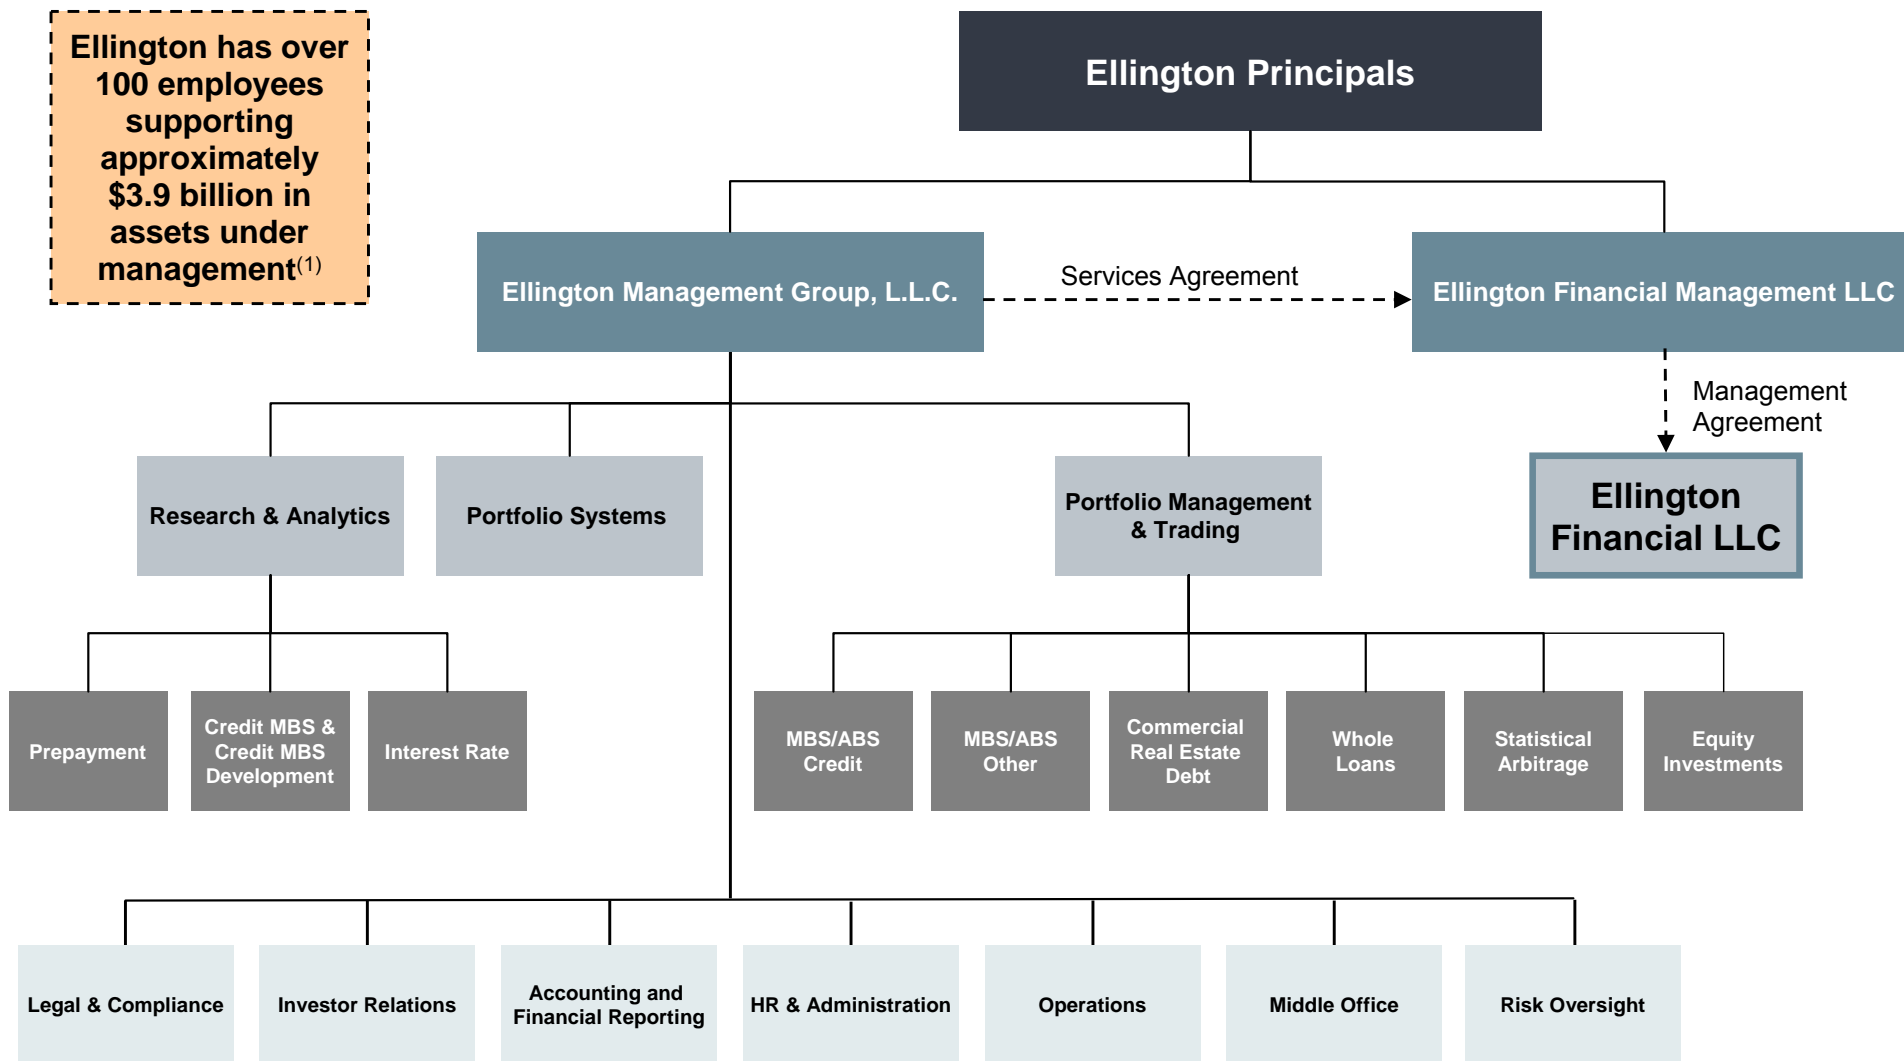 Ellington has over
100 employees
supporting
approximately
$3.9 billion in
assets under
management(1)
Ellington Principals
Ellington Management Group, L.L.C.
Services Agreement
Ellington Financial Management LLC
Management
Agreement
Research & Analytics
Portfolio Systems
Portfolio Management
& Trading
Ellington
Financial LLC
Prepayment
Credit MBS &
Credit MBS
Development
Interest Rate
MBS/ABS
Credit
MBS/ABS
Other
Commercial
Real Estate
Debt
Whole
Loans
Statistical
Arbitrage
Equity
Investments
Legal & Compliance
Investor Relations
Accounting and
Financial Reporting
HR & Administration
Operations
Middle Office
Risk Oversight